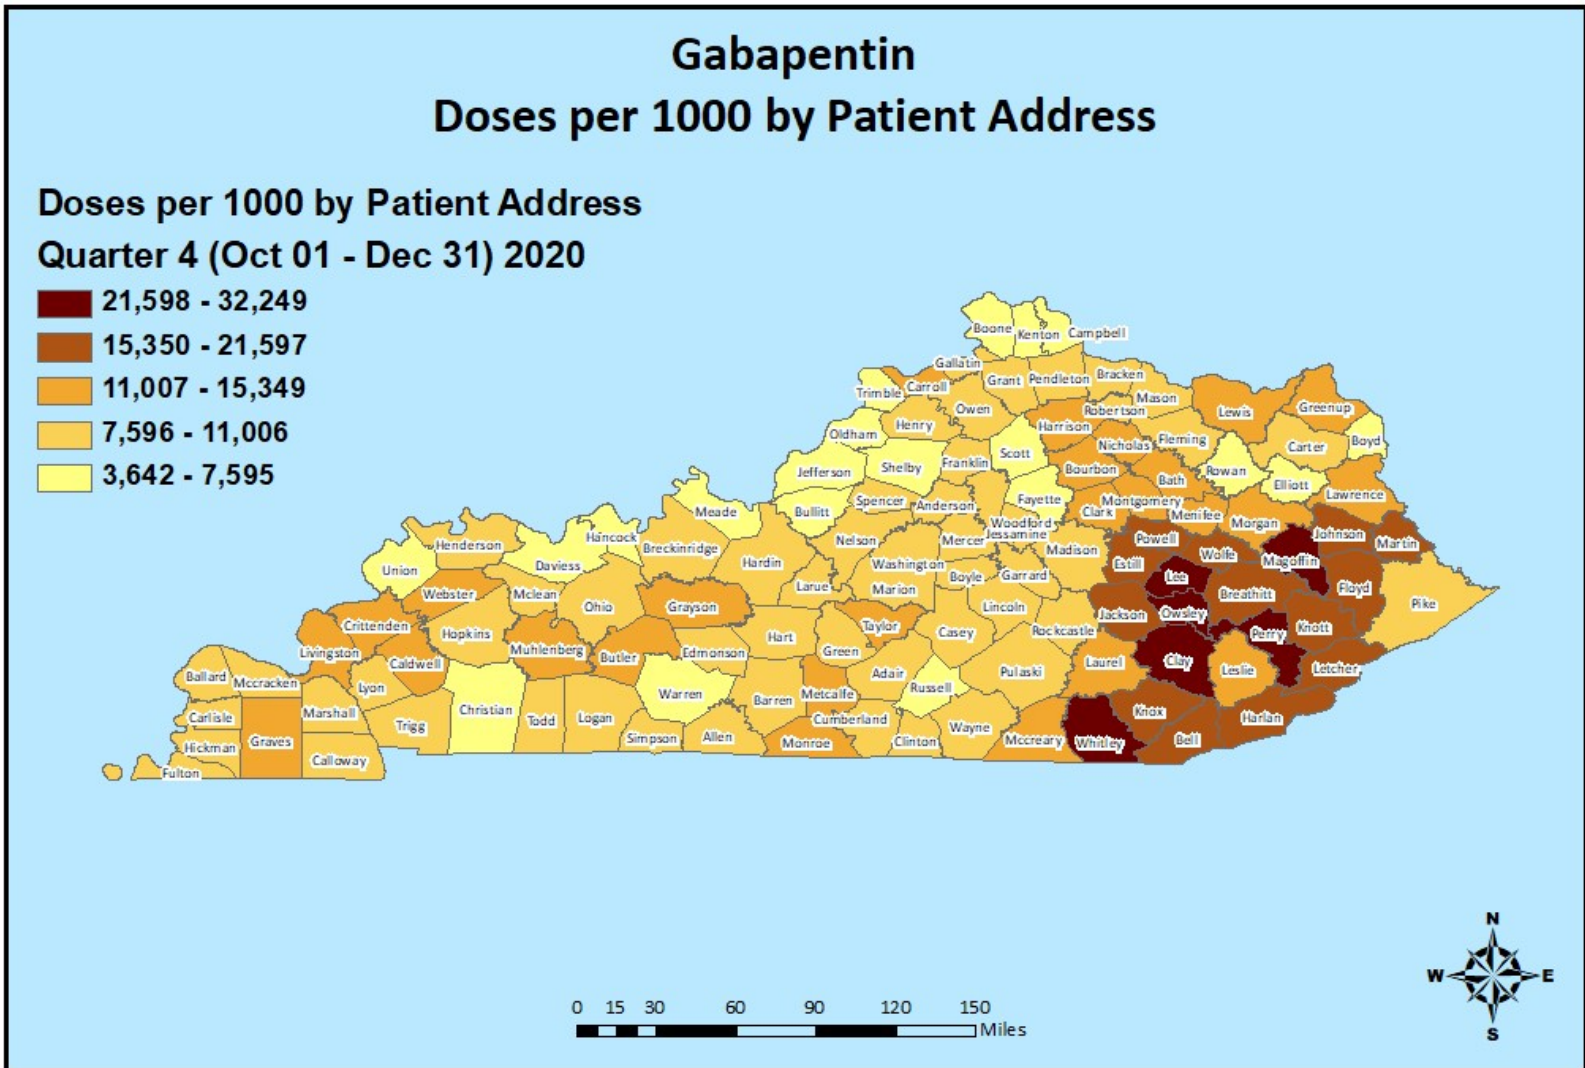 Gabapentin
Doses per 1000 by Patient Address
Doses per 1000 by Patient Address
Quarter 4 (Oct 01 - Dec 31) 2020
21,598 - 32,249
15,350 - 21,597
11,007 - 15,349
7,596 - 11,006
3,642 - 7,595
Boone
Kenton
Campbell
Gallatin
Trimble
Carroll
Grant
Pendleton
Bracken
Mason
Owen
Robertson
Lewis
Greenup
Oldham
Henry
Harrison
Nicholas
Fleming
Carter
Boyd
Jefferson
Shelby
Franklin
Scott
Bourbon
Bath
Rowan
Elliott
Lawrence
Meade
Bullitt
Spencer
Anderson
Fayette
Clark
Montgomery
Menifee
Morgan
Woodford
Jessamine
Henderson
Hancock
Breckinridge
Nelson
Mercer
Madison
Powell
Wolfe
Johnson
Martin
Union
Daviess
Hardin
Washington
Estill
Magoffin
Webster
Mclean
Larue
Marion
Boyle
Garrard
Lee
Breathitt
Floyd
Pike
Crittenden
Ohio
Grayson
Lincoln
Jackson
Owsley
Hopkins
Hart
Taylor
Casey
Rockcastle
Perry
Knott
Livingston
Muhlenberg
Butler
Edmonson
Green
Caldwell
Laurel
Clay
Leslie
Letcher
Ballard
Mccracken
Lyon
Warren
Adair
Pulaski
Russell
Barren
Metcalfe
Carlisle
Marshall
Trigg
Christian
Todd
Logan
Cumberland
Wayne
Knox
Harlan
Hickman
Graves
Simpson
Allen
Monroe
Clinton
Mccreary
Whitley
Bell
Calloway
Fulton
N
W
E
S
0 15 30 60 90 120 150
Miles